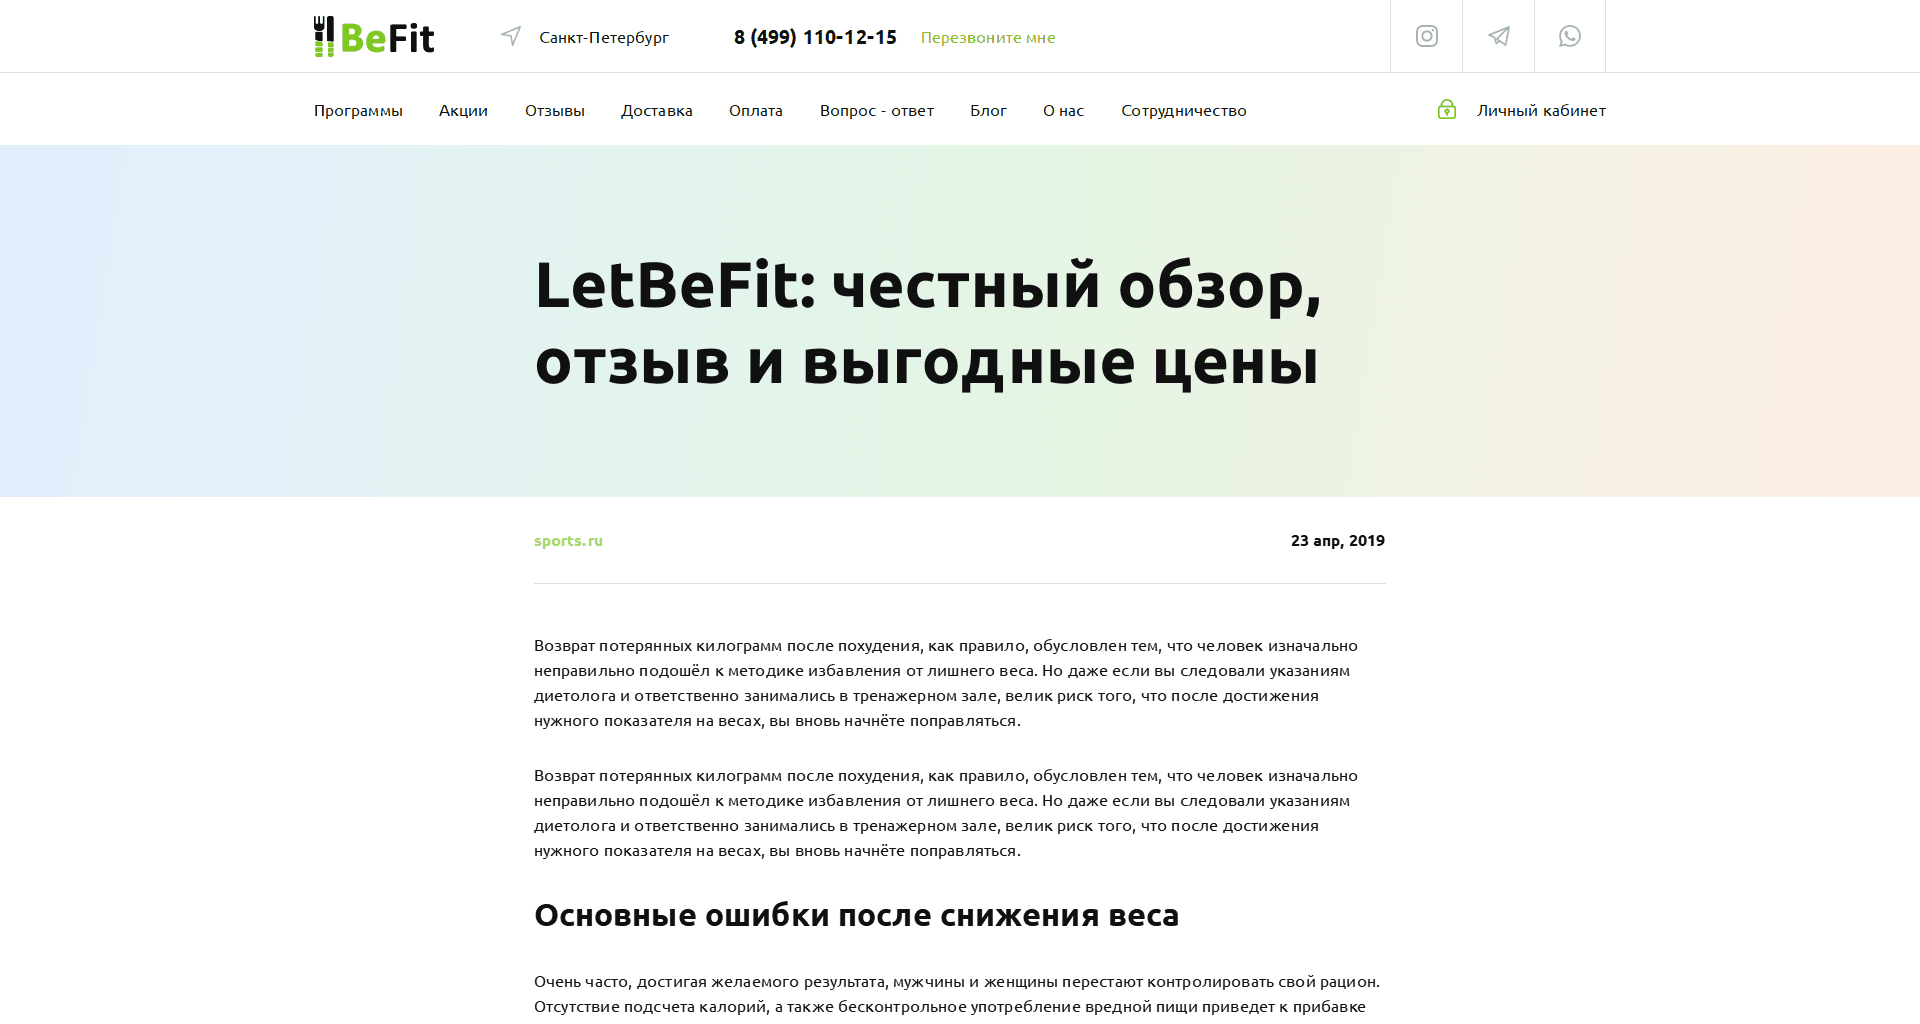 BeFit
Санкт-Петербург
8 (499) 110-12-15
Перезвоните мне
Программы
Акции
Отзывы
Доставка
Оплата
Вопрос - ответ
Блог
О нас
Сотрудничество
Личный кабинет
LetBeFit: честный обзор,
отзыв и выгодные цены
sports.ru
23 апр, 2019
Возврат потерянных килограмм после похудения, как правило, обусловлен тем, что человек изначально
неправильно подошёл к методике избавления от лишнего веса. Но даже если вы следовали указаниям
диетолога и ответственно занимались в тренажерном зале, велик риск того, что после достижения
нужного показателя на весах, вы вновь начнёте поправляться.
Возврат потерянных килограмм после похудения, как правило, обусловлен тем, что человек изначально
неправильно подошёл к методике избавления от лишнего веса. Но даже если вы следовали указаниям
диетолога и ответственно занимались в тренажерном зале, велик риск того, что после достижения
нужного показателя на весах, вы вновь начнёте поправляться.
Основные ошибки после снижения веса
Очень часто, достигая желаемого результата, мужчины и женщины перестают контролировать свой рацион.
Отсутствие подсчета калорий, а также бесконтрольное употребление вредной пищи приведет к прибавке